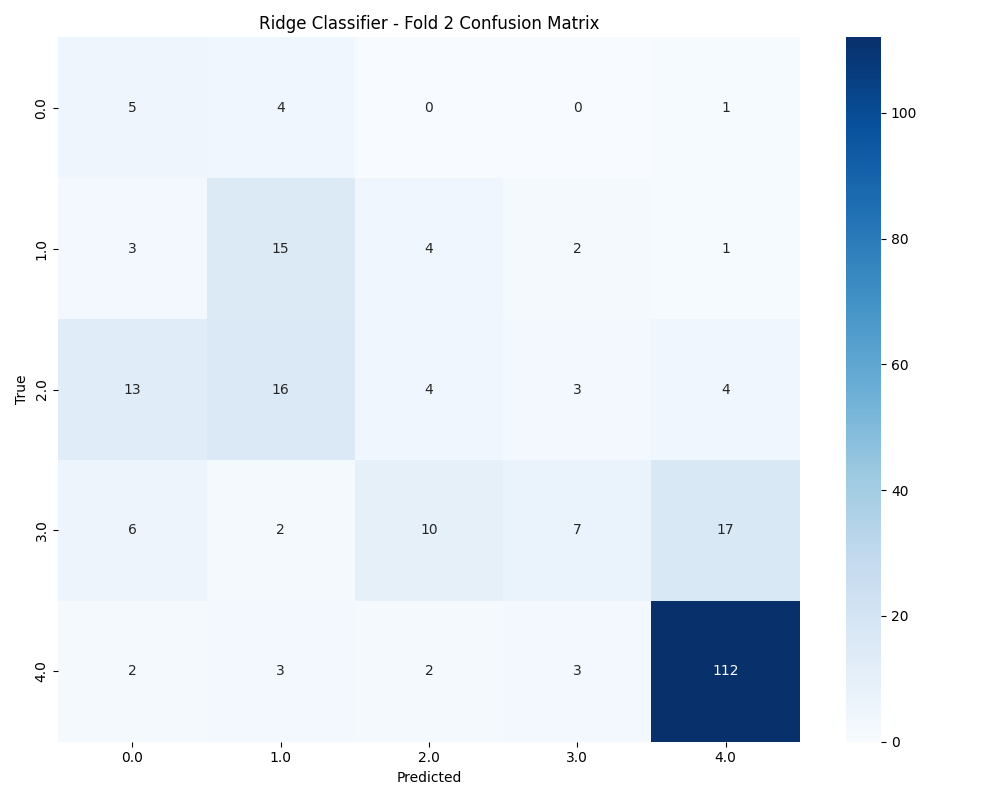 Ridge Classifier - Fold 2 Confusion Matrix
True
0.0 5 4 0 0 1
1.0 3 15 4 2 1
2.0 13 16 4 3 4
3.0 6 2 10 7 17
4.0 2 3 2 3 112
0.0 1.0 2.0 3.0 4.0
Predicted
100
80
60
40
20
0